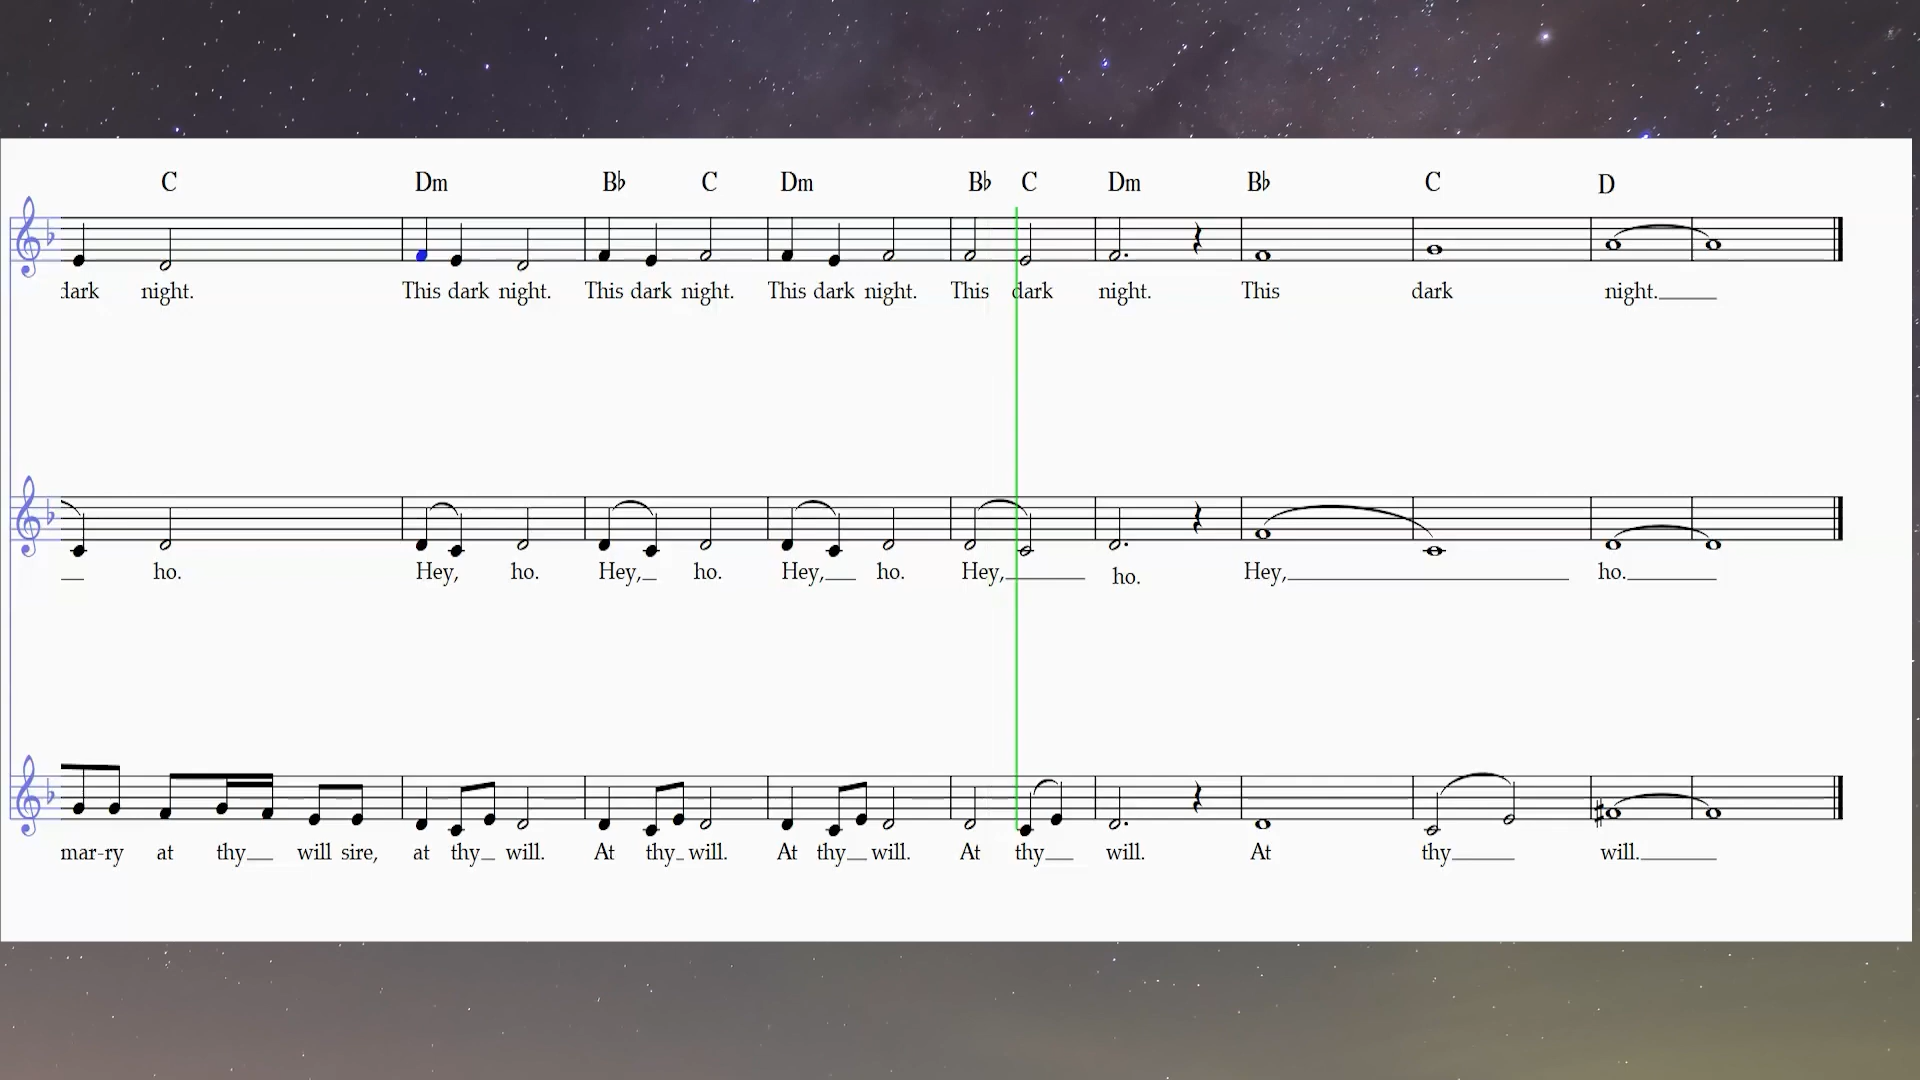 C Dm B♭ C Dm B♭ C Dm B♭ C D
dark night. This dark night. This dark night. This dark night. This dark night. This dark night.
ho. Hey, ho. Hey, ho. Hey, ho. Hey, ho. Hey, ho.
mar-ry at thy will sire, at thy will. At thy will. At thy will. At thy will. At thy will.